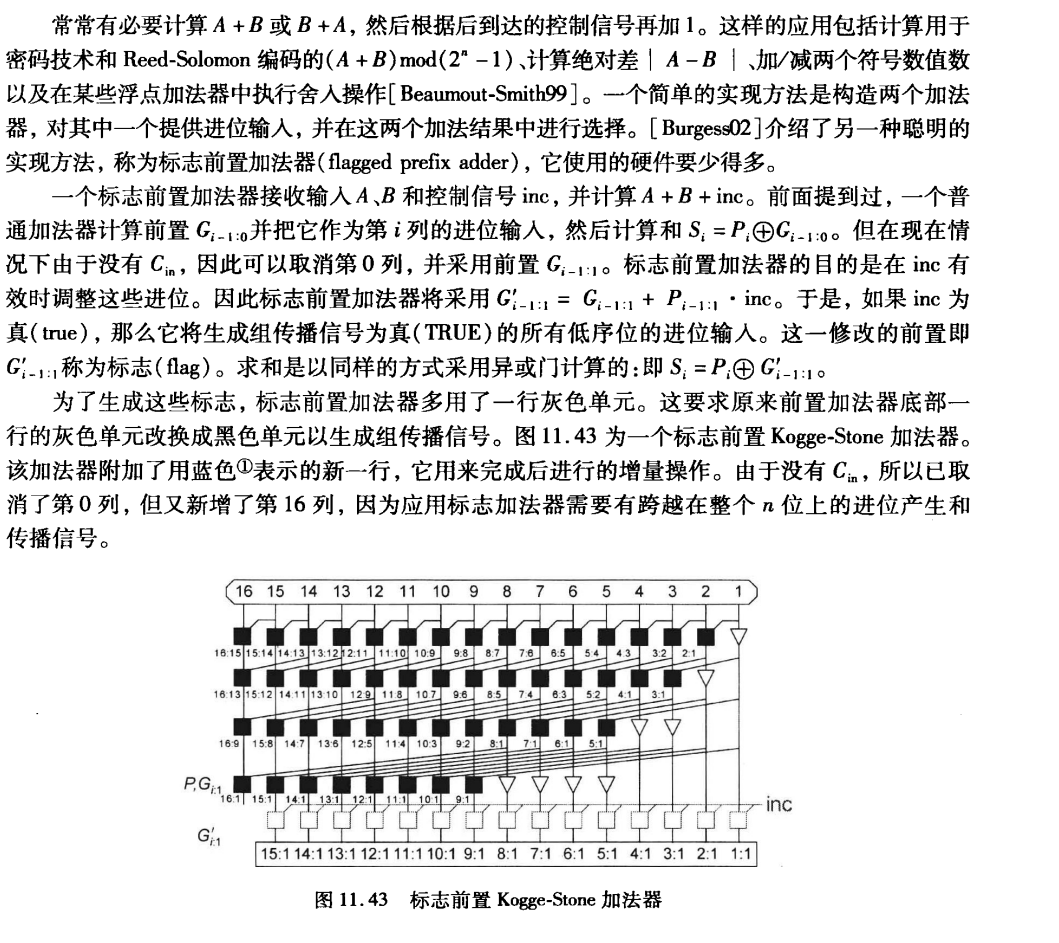 常常有必要计算 A + B 或 B + A，然后根据后到达的控制信号再加 1。这样的应用包括计算用于
密码技术和 Reed-Solomon 编码的(A + B)mod(2ⁿ - 1)、计算绝对差｜A - B｜、加/减两个符号数值数
以及在某些浮点加法器中执行舍入操作[Beaumout-Smith99]。一个简单的实现方法是构造两个加法
器，对其中一个提供进位输入，并在这两个加法结果中进行选择。[Burgess02]介绍了另一种聪明的
实现方法，称为标志前置加法器(flagged prefix adder)，它使用的硬件要少得多。
一个标志前置加法器接收输入 A、B 和控制信号 inc，并计算 A + B + inc。前面提到过，一个普
通加法器计算前置 G_{i-1:0}并把它作为第 i 列的进位输入，然后计算和 S_i = P_i⊕G_{i-1:0}。但在现在情
况下由于没有 C_{in}，因此可以取消第 0 列，并采用前置 G_{i-1:1}。标志前置加法器的目的是在 inc 有
效时调整这些进位。因此标志前置加法器将采用 G′_{i-1:1} = G_{i-1:1} + P_{i-1:1} · inc。于是，如果 inc 为
真(true)，那么它将生成组传播信号为真(TRUE)的所有低序位的进位输入。这一修改的前置即
G′_{i-1:1}称为标志(flag)。求和是以同样的方式采用异或门计算的：即 S_i = P_i⊕ G′_{i-1:1}。
为了生成这些标志，标志前置加法器多用了一行灰色单元。这要求原来前置加法器底部一
行的灰色单元改换成黑色单元以生成组传播信号。图 11.43 为一个标志前置 Kogge-Stone 加法器。
该加法器附加了用蓝色①表示的新一行，它用来完成后进行的增量操作。由于没有 C_{in}，所以已取
消了第 0 列，但又新增了第 16 列，因为应用标志加法器需要有跨越在整个 n 位上的进位产生和
传播信号。
16 15 14 13 12 11 10 9 8 7 6 5 4 3 2 1
16:15 15:14 14:13 13:12 12:11 11:10 10:9 9:8 8:7 7:6 6:5 5:4 4:3 3:2 2:1
16:13 15:12 14:11 13:10 12:9 11:8 10:7 9:6 8:5 7:4 6:3 5:2 4:1 3:1
16:9 15:8 14:7 13:6 12:5 11:4 10:3 9:2 8:1 7:1 6:1 5:1
P,G_{i:1}
16:1 15:1 14:1 13:1 12:1 11:1 10:1 9:1
inc
G′_{i:1}
15:1 14:1 13:1 12:1 11:1 10:1 9:1 8:1 7:1 6:1 5:1 4:1 3:1 2:1 1:1
图 11.43 标志前置 Kogge-Stone 加法器